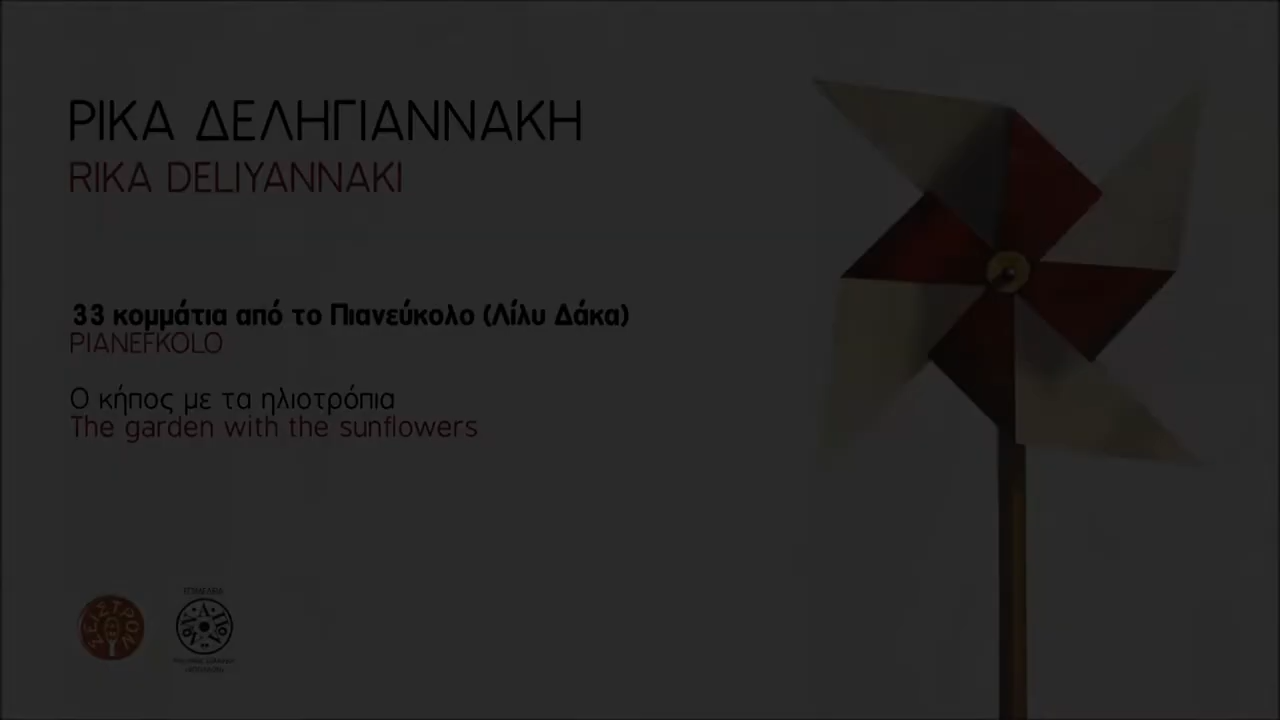 ΡΙΚΑ ΔΕΛΗΓΙΑΝΝΑΚΗ
RIKA DELIYANNAKI
33 κομμάτια από το Πιανεύκολο (Λίλυ Δάκα)
PIANEFKOLO
Ο κήπος με τα ηλιοτρόπια
The garden with the sunflowers
ΣΕΙΣΤΡΟΝ